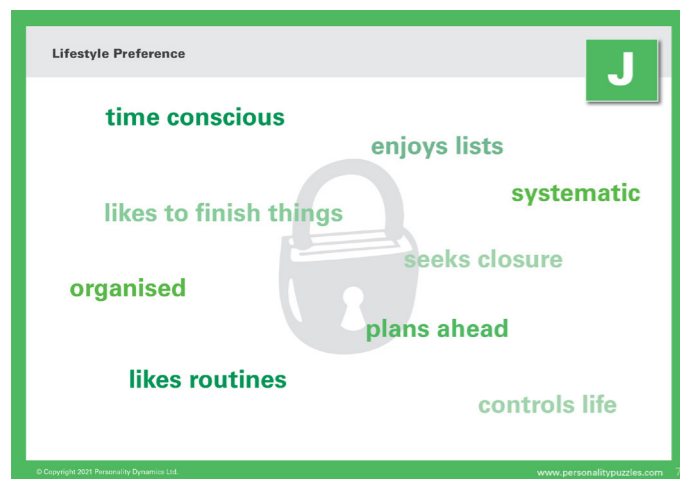 Lifestyle Preference
J
time conscious
enjoys lists
systematic
likes to finish things
seeks closure
organised
plans ahead
likes routines
controls life
© Copyright 2021 Personality Dynamics Ltd.
www.personalitypuzzles.com 7